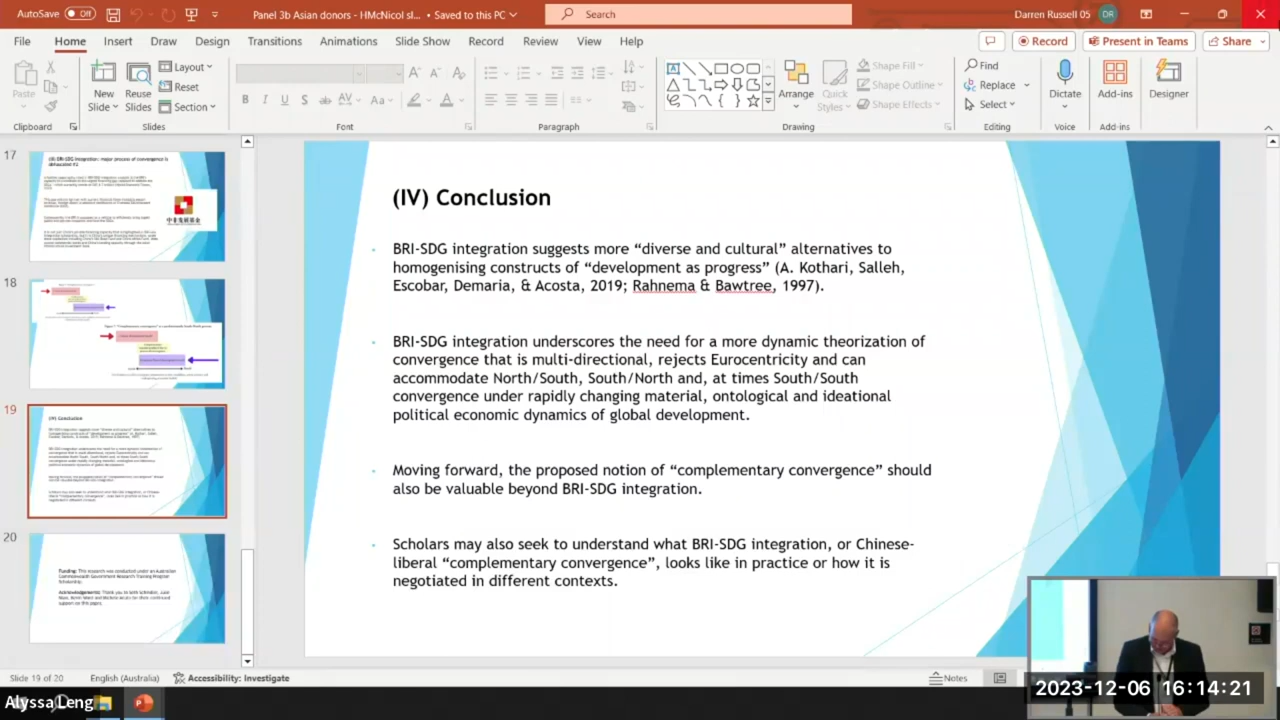 AutoSave Off Panel 3b Asian donors - HMcNicol sl... • Saved to this PC Search Darren Russell 05 DR
File Home Insert Draw Design Transitions Animations Slide Show Record Review View Help Record Present in Teams Share
Paste New Slide Reuse Slides Layout Reset Section Arrange Quick Styles Shape Fill Shape Outline Shape Effects Find Replace Select Dictate Add-ins Designer
Clipboard Slides Font Paragraph Drawing Editing Voice Add-ins
17
18
19
20
(IV) Conclusion
BRI-SDG integration suggests more “diverse and cultural” alternatives to
homogenising constructs of “development as progress” (A. Kothari, Salleh,
Escobar, Demaria, & Acosta, 2019; Rahnema & Bawtree, 1997).
BRI-SDG integration underscores the need for a more dynamic theorization of
convergence that is multi-directional, rejects Eurocentricity and can
accommodate North/South, South/North and, at times South/South
convergence under rapidly changing material, ontological and ideational
political economic dynamics of global development.
Moving forward, the proposed notion of “complementary convergence” should
also be valuable beyond BRI-SDG integration.
Scholars may also seek to understand what BRI-SDG integration, or Chinese-
liberal “complementary convergence”, looks like in practice or how it is
negotiated in different contexts.
Slide 19 of 20 English (Australia) Accessibility: Investigate Notes
Alyssa Leng
2023-12-06 16:14:21